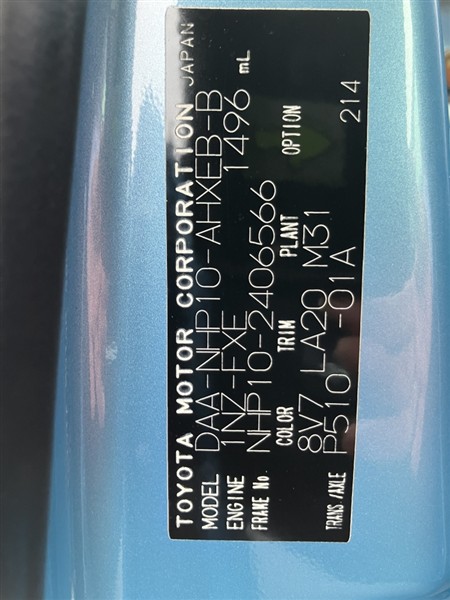 TOYOTA MOTOR CORPORATION JAPAN
MODEL DAA-NHP10-AHXEB-B
ENGINE 1NZ-FXE 1496 mL
FRAME No NHP10-2406566
COLOR TRIM PLANT OPTION
8V7 LA20 M31 214
TRANS/AXLE P510 -01A